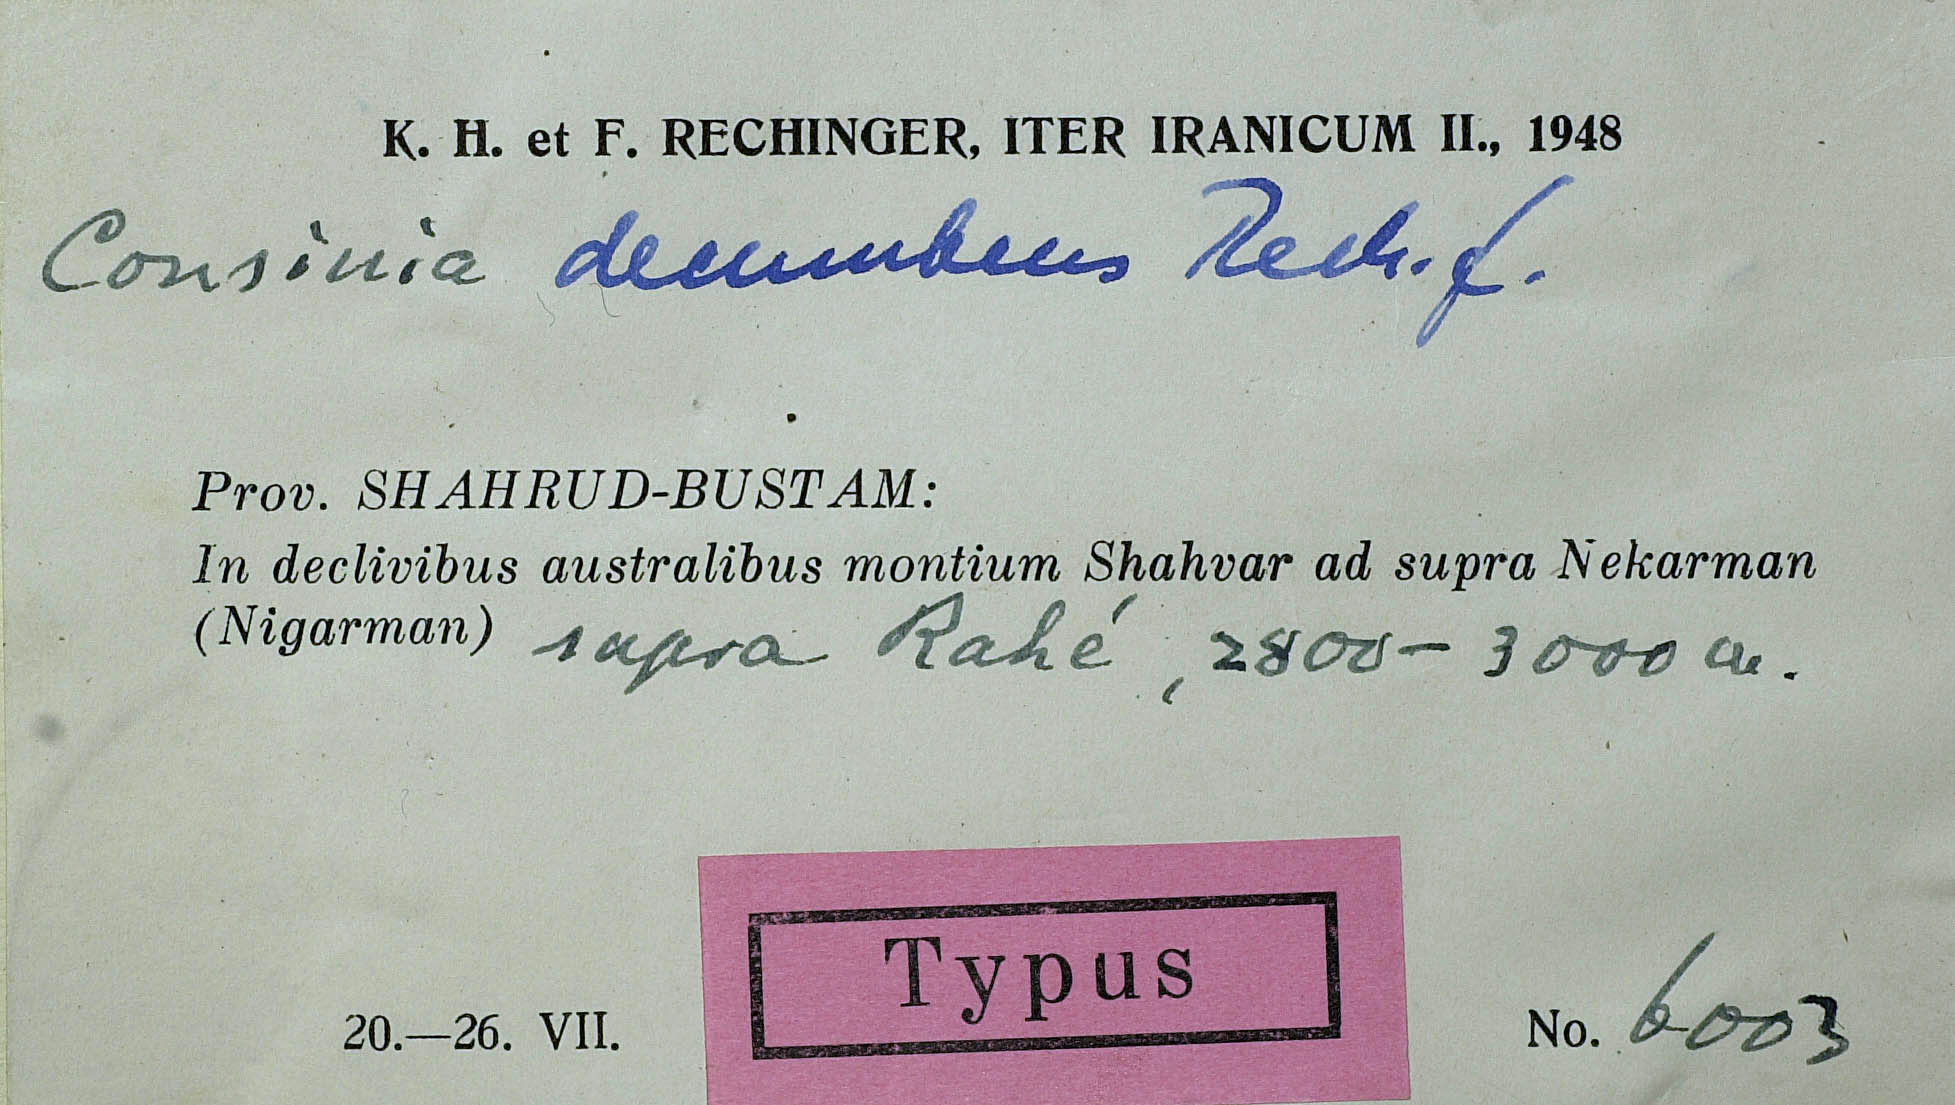 K. H. et F. RECHINGER, ITER IRANICUM II., 1948
Cousinia decumbens Rech. f.
Prov. SHAHRUD-BUSTAM:
In declivibus australibus montium Shahvar ad supra Nekarman
(Nigarman) supra Rahé, 2800-3000 m.
Typus
20.—26. VII. No. 6003